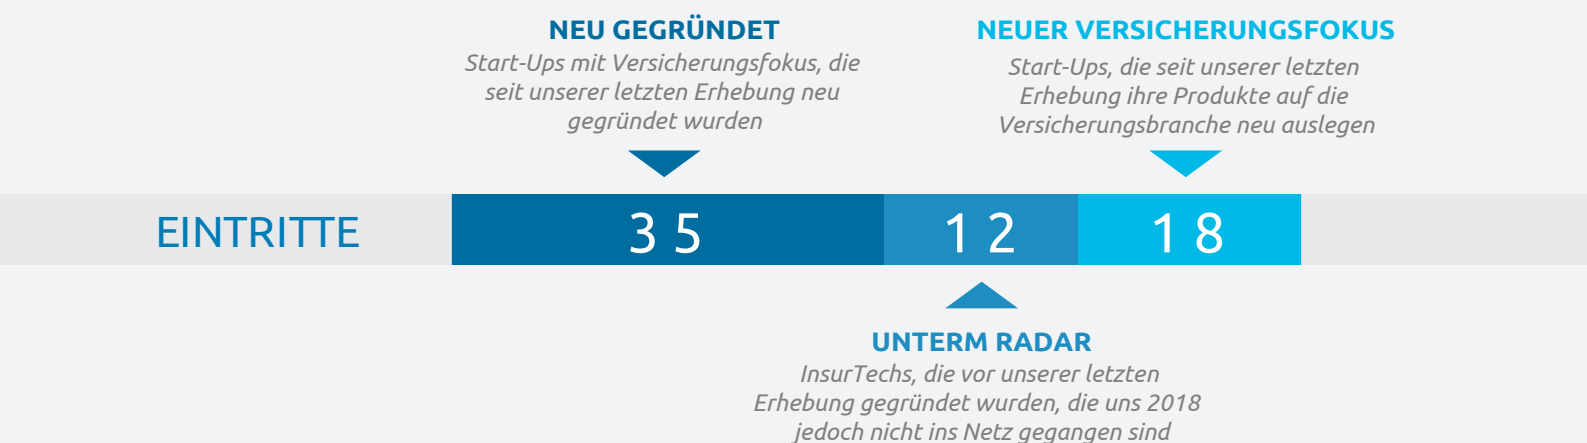 NEU GEGRÜNDET
Start-Ups mit Versicherungsfokus, die
seit unserer letzten Erhebung neu
gegründet wurden
NEUER VERSICHERUNGSFOKUS
Start-Ups, die seit unserer letzten
Erhebung ihre Produkte auf die
Versicherungsbranche neu auslegen
EINTRITTE
35
12
18
UNTERM RADAR
InsurTechs, die vor unserer letzten
Erhebung gegründet wurden, die uns 2018
jedoch nicht ins Netz gegangen sind